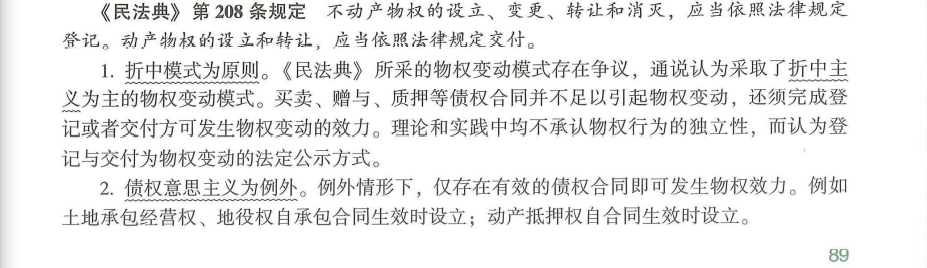 《民法典》第 208 条规定　不动产物权的设立、变更、转让和消灭，应当依照法律规定
登记。动产物权的设立和转让，应当依照法律规定交付。
1. 折中模式为原则。《民法典》所采的物权变动模式存在争议，通说认为采取了折中主
义为主的物权变动模式。买卖、赠与、质押等债权合同并不足以引起物权变动，还须完成登
记或者交付方可发生物权变动的效力。理论和实践中均不承认物权行为的独立性，而认为登
记与交付为物权变动的法定公示方式。
2. 债权意思主义为例外。例外情形下，仅存在有效的债权合同即可发生物权效力。例如
土地承包经营权、地役权自承包合同生效时设立；动产抵押权自合同生效时设立。
89